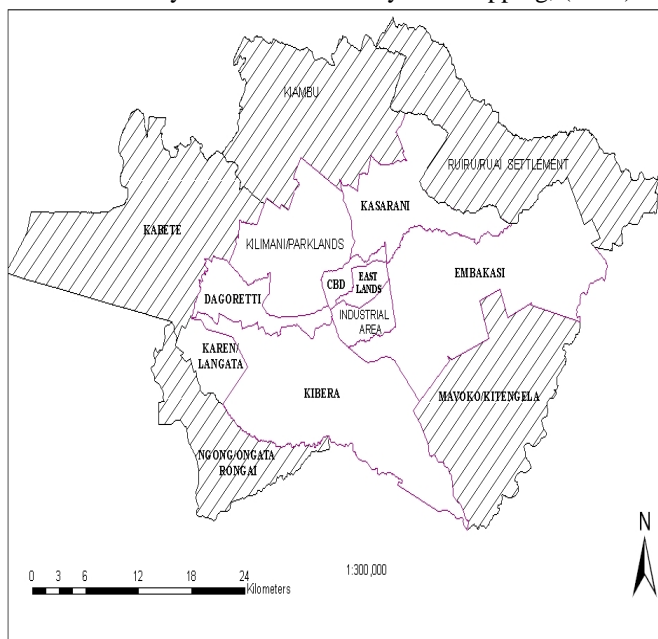 KIAMBU
RUIRU/RUAI SETTLEMENT
KASARANI
KABETE
KILIMANI/PARKLANDS
EMBAKASI
CBD
EAST
LANDS
DAGORETTI
INDUSTRIAL
AREA
KAREN/
LANGATA
KIBERA
MAVOKO/KITENGELA
NGONG/ONGATA
RONGAI
N
1:300,000
0 3 6 12 18 24
Kilometers